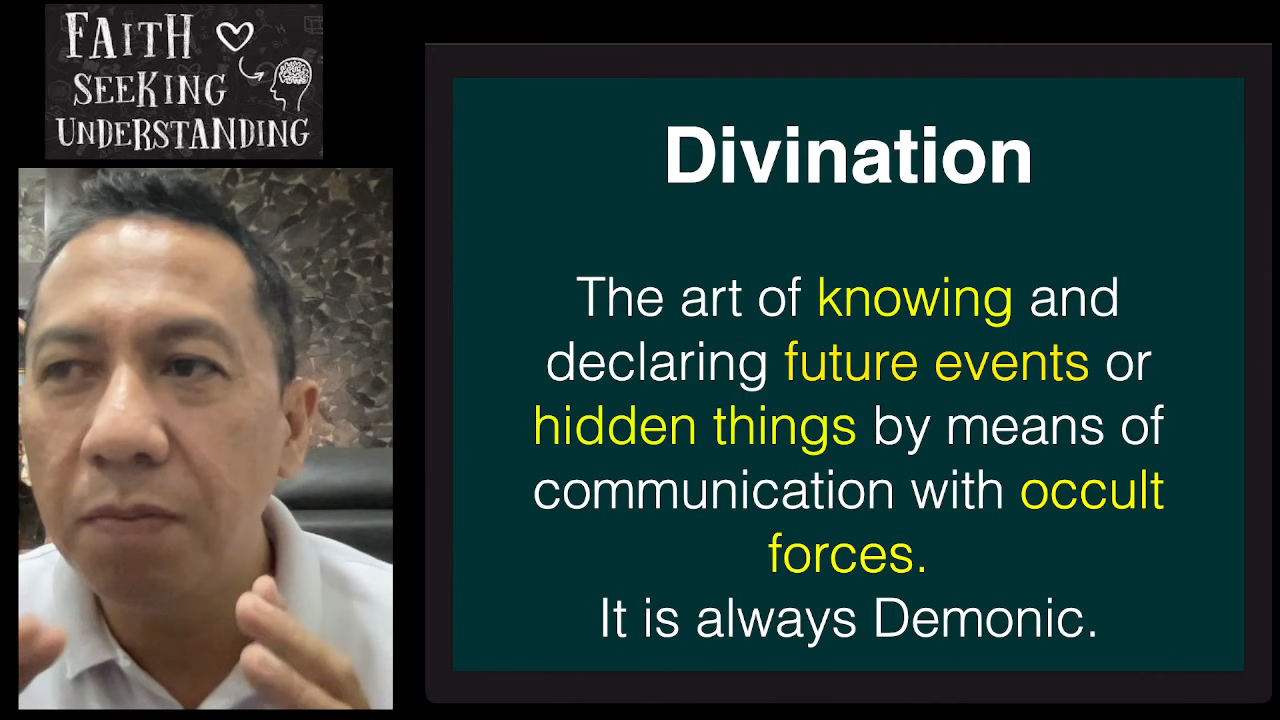 FAITH
SEEKING
UNDERSTANDING
Divination
The art of knowing and
declaring future events or
hidden things by means of
communication with occult
forces.
It is always Demonic.